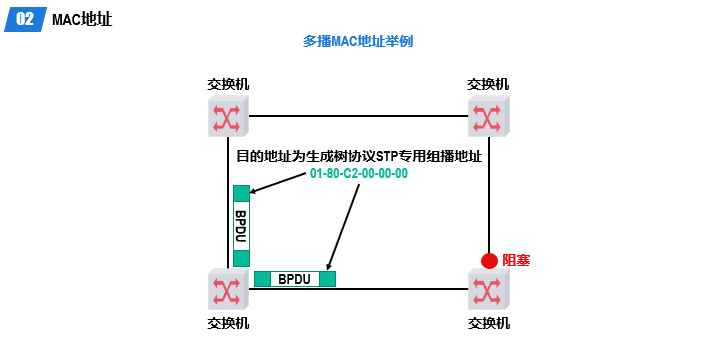 02 MAC地址
多播MAC地址举例
交换机
交换机
目的地址为生成树协议STP专用组播地址
01-80-C2-00-00-00
BPDU
阻塞
BPDU
交换机
交换机